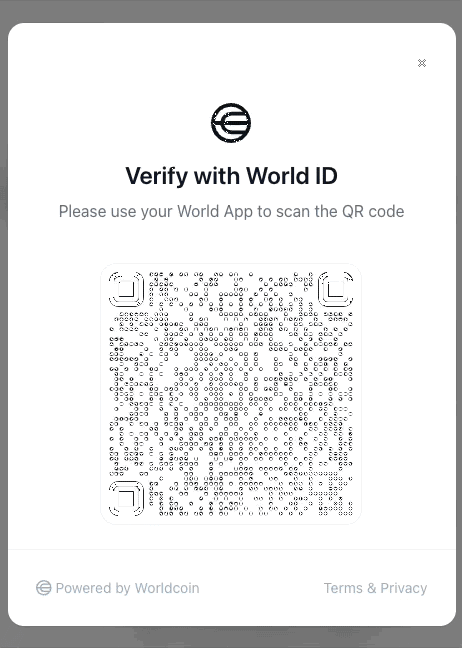 Verify with World ID
Please use your World App to scan the QR code
Powered by Worldcoin
Terms & Privacy